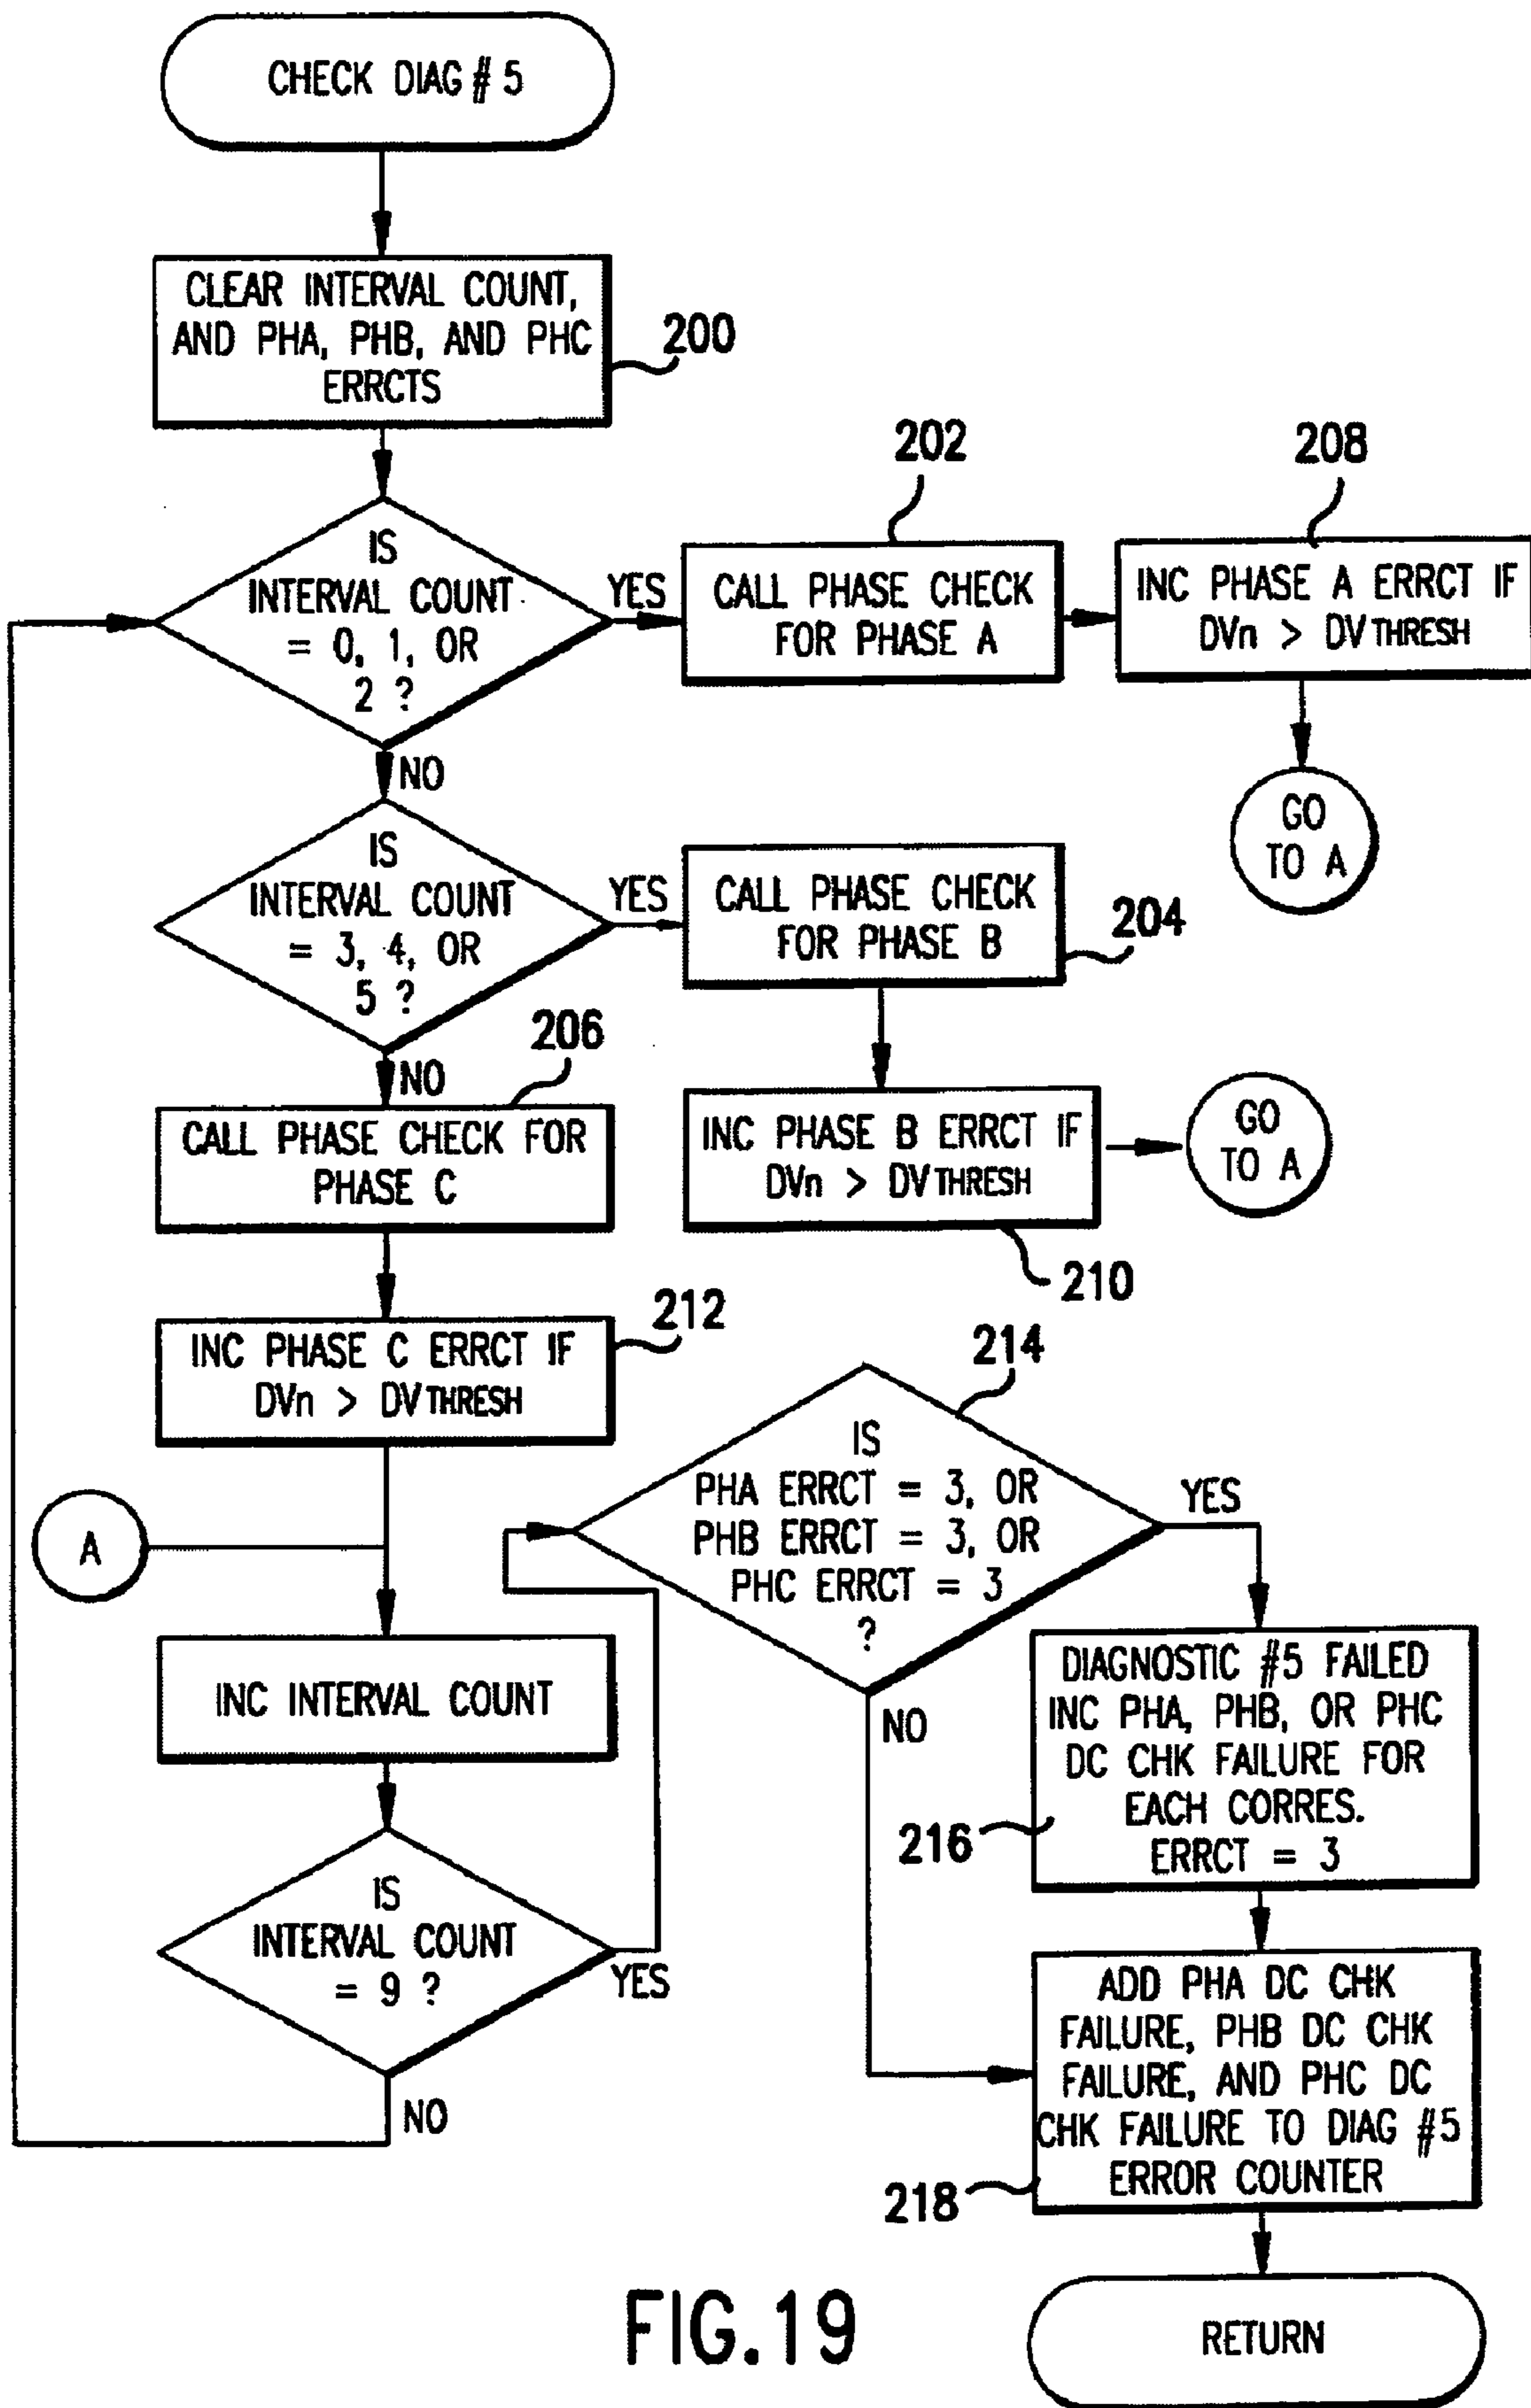 CHECK DIAG # 5
CLEAR INTERVAL COUNT,
AND PHA, PHB, AND PHC
ERRCTS
200
IS
INTERVAL COUNT
= 0, 1, OR
2 ?
YES
202
CALL PHASE CHECK
FOR PHASE A
208
INC PHASE A ERRCT IF
DVn > DVTHRESH
GO
TO A
NO
IS
INTERVAL COUNT
= 3, 4, OR
5 ?
YES
CALL PHASE CHECK
FOR PHASE B
204
NO
206
CALL PHASE CHECK FOR
PHASE C
INC PHASE B ERRCT IF
DVn > DVTHRESH
210
GO
TO A
212
INC PHASE C ERRCT IF
DVn > DVTHRESH
A
INC INTERVAL COUNT
IS
INTERVAL COUNT
= 9 ?
YES
NO
214
IS
PHA ERRCT = 3, OR
PHB ERRCT = 3, OR
PHC ERRCT = 3
?
YES
NO
DIAGNOSTIC #5 FAILED
INC PHA, PHB, OR PHC
DC CHK FAILURE FOR
EACH CORRES.
ERRCT = 3
216
ADD PHA DC CHK
FAILURE, PHB DC CHK
FAILURE, AND PHC DC
CHK FAILURE TO DIAG #5
ERROR COUNTER
218
RETURN
FIG.19